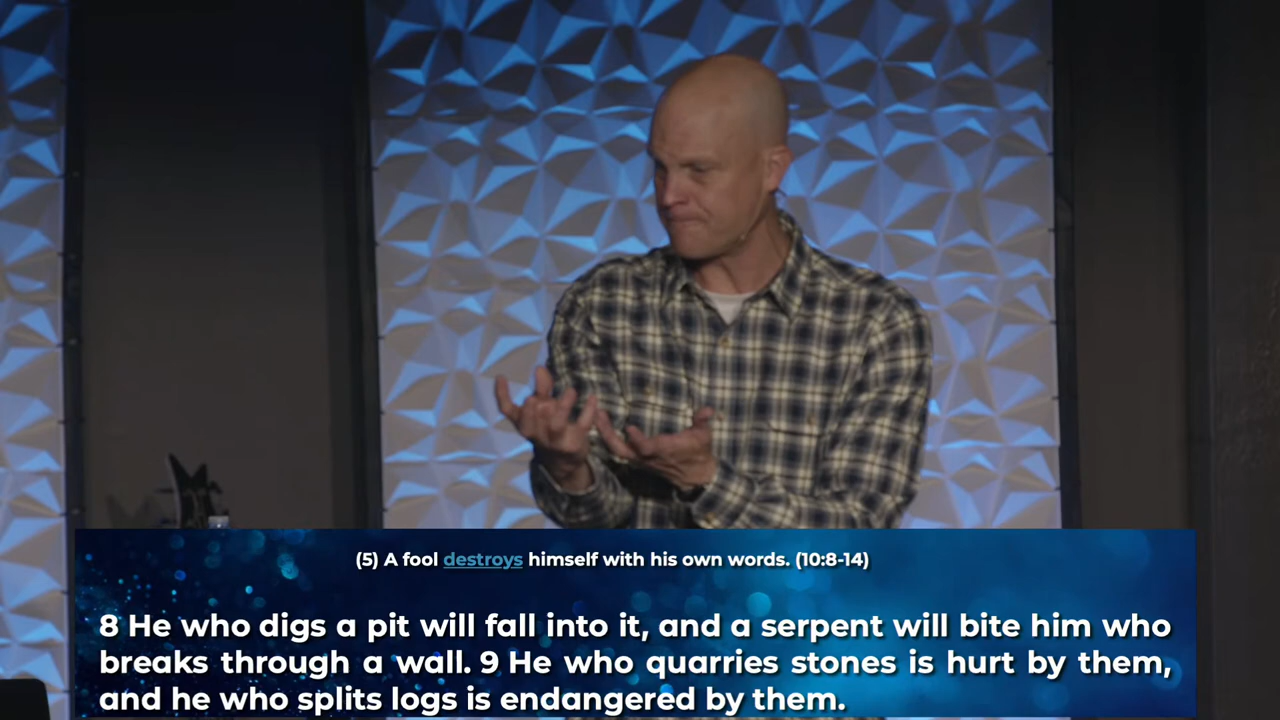 (5) A fool destroys himself with his own words. (10:8-14)
8 He who digs a pit will fall into it, and a serpent will bite him who
breaks through a wall. 9 He who quarries stones is hurt by them,
and he who splits logs is endangered by them.